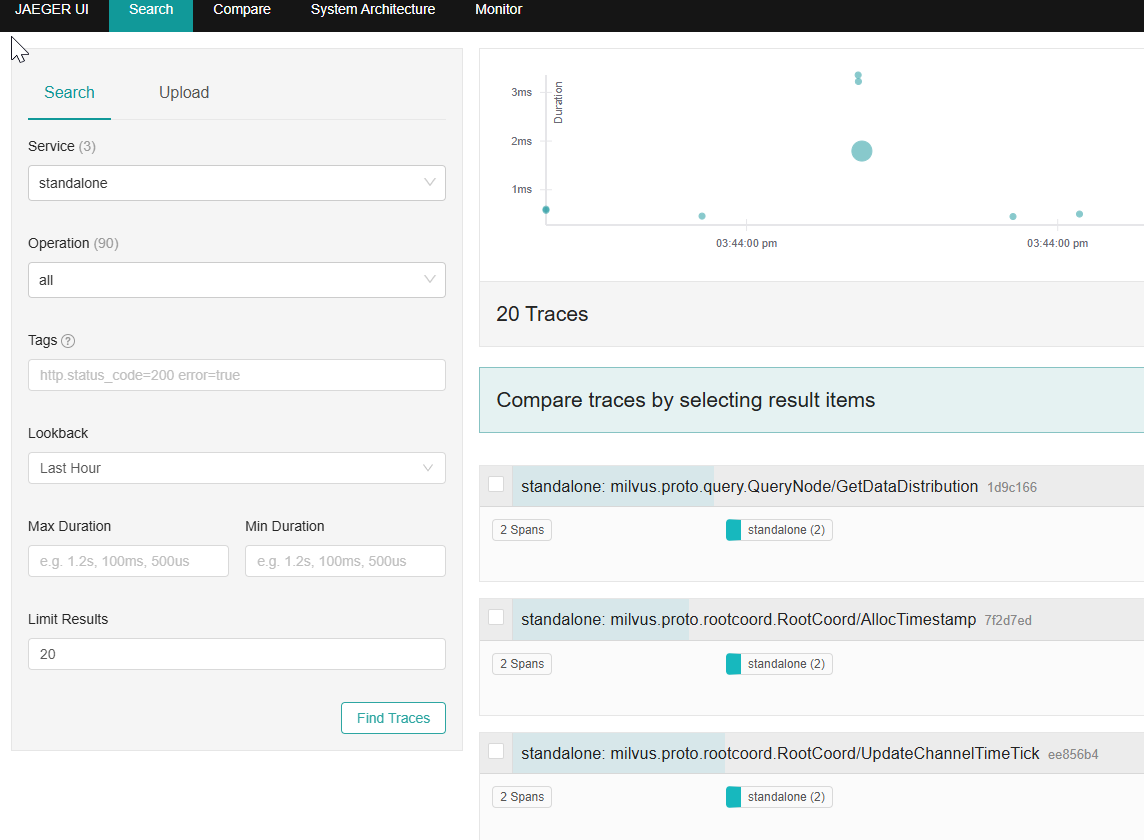 JAEGER UI Search Compare System Architecture Monitor
Search Upload
Service (3)
standalone
Operation (90)
all
Tags ?
http.status_code=200 error=true
Lookback
Last Hour
Max Duration Min Duration
e.g. 1.2s, 100ms, 500us e.g. 1.2s, 100ms, 500us
Limit Results
20
Find Traces
Duration
3ms
2ms
1ms
03:44:00 pm 03:44:00 pm
20 Traces
Compare traces by selecting result items
standalone: milvus.proto.query.QueryNode/GetDataDistribution 1d9c166
2 Spans standalone (2)
standalone: milvus.proto.rootcoord.RootCoord/AllocTimestamp 7f2d7ed
2 Spans standalone (2)
standalone: milvus.proto.rootcoord.RootCoord/UpdateChannelTimeTick ee856b4
2 Spans standalone (2)